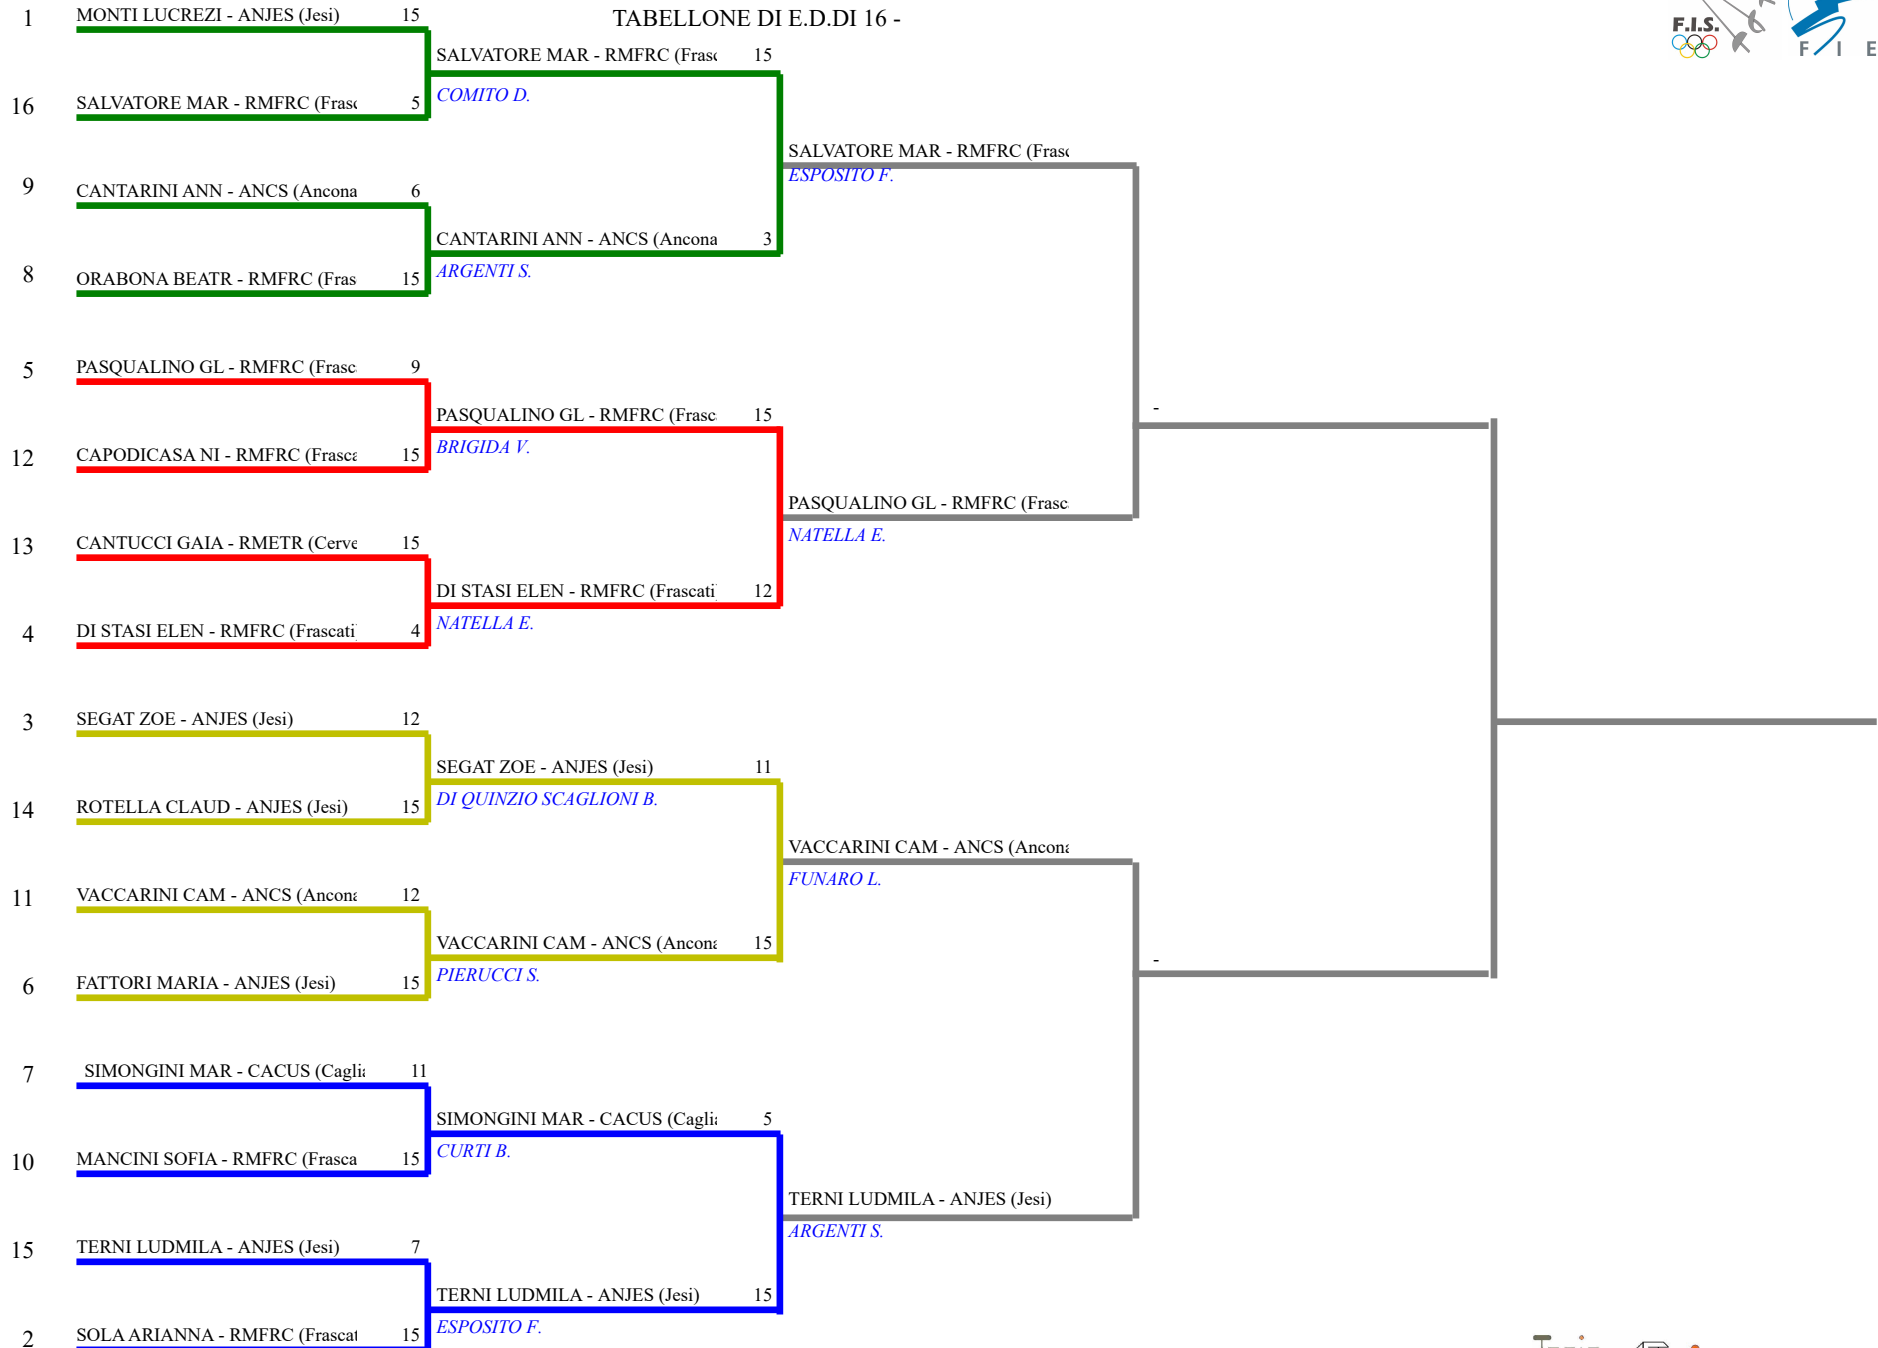 TABELLONE DI E.D.DI 16 -
F.I.S.
F I E
1 MONTI LUCREZI - ANJES (Jesi) 15
SALVATORE MAR - RMFRC (Frasc 15
COMITO D.
16 SALVATORE MAR - RMFRC (Frasc 5
SALVATORE MAR - RMFRC (Frasc
ESPOSITO F.
9 CANTARINI ANN - ANCS (Ancona 6
CANTARINI ANN - ANCS (Ancona 3
ARGENTI S.
8 ORABONA BEATR - RMFRC (Fras 15
5 PASQUALINO GL - RMFRC (Frasc 9
PASQUALINO GL - RMFRC (Frasc 15
-
BRIGIDA V.
12 CAPODICASA NI - RMFRC (Frasca 15
PASQUALINO GL - RMFRC (Frasc
NATELLA E.
13 CANTUCCI GAIA - RMETR (Cerve 15
DI STASI ELEN - RMFRC (Frascati) 12
NATELLA E.
4 DI STASI ELEN - RMFRC (Frascati) 4
3 SEGAT ZOE - ANJES (Jesi) 12
SEGAT ZOE - ANJES (Jesi) 11
DI QUINZIO SCAGLIONI B.
14 ROTELLA CLAUD - ANJES (Jesi) 15
VACCARINI CAM - ANCS (Ancona
FUNARO L.
11 VACCARINI CAM - ANCS (Ancona 12
VACCARINI CAM - ANCS (Ancona 15
-
PIERUCCI S.
6 FATTORI MARIA - ANJES (Jesi) 15
7 SIMONGINI MAR - CACUS (Caglia 11
SIMONGINI MAR - CACUS (Caglia 5
CURTI B.
10 MANCINI SOFIA - RMFRC (Frasca 15
TERNI LUDMILA - ANJES (Jesi)
ARGENTI S.
15 TERNI LUDMILA - ANJES (Jesi) 7
TERNI LUDMILA - ANJES (Jesi) 15
ESPOSITO F.
2 SOLA ARIANNA - RMFRC (Frascat 15